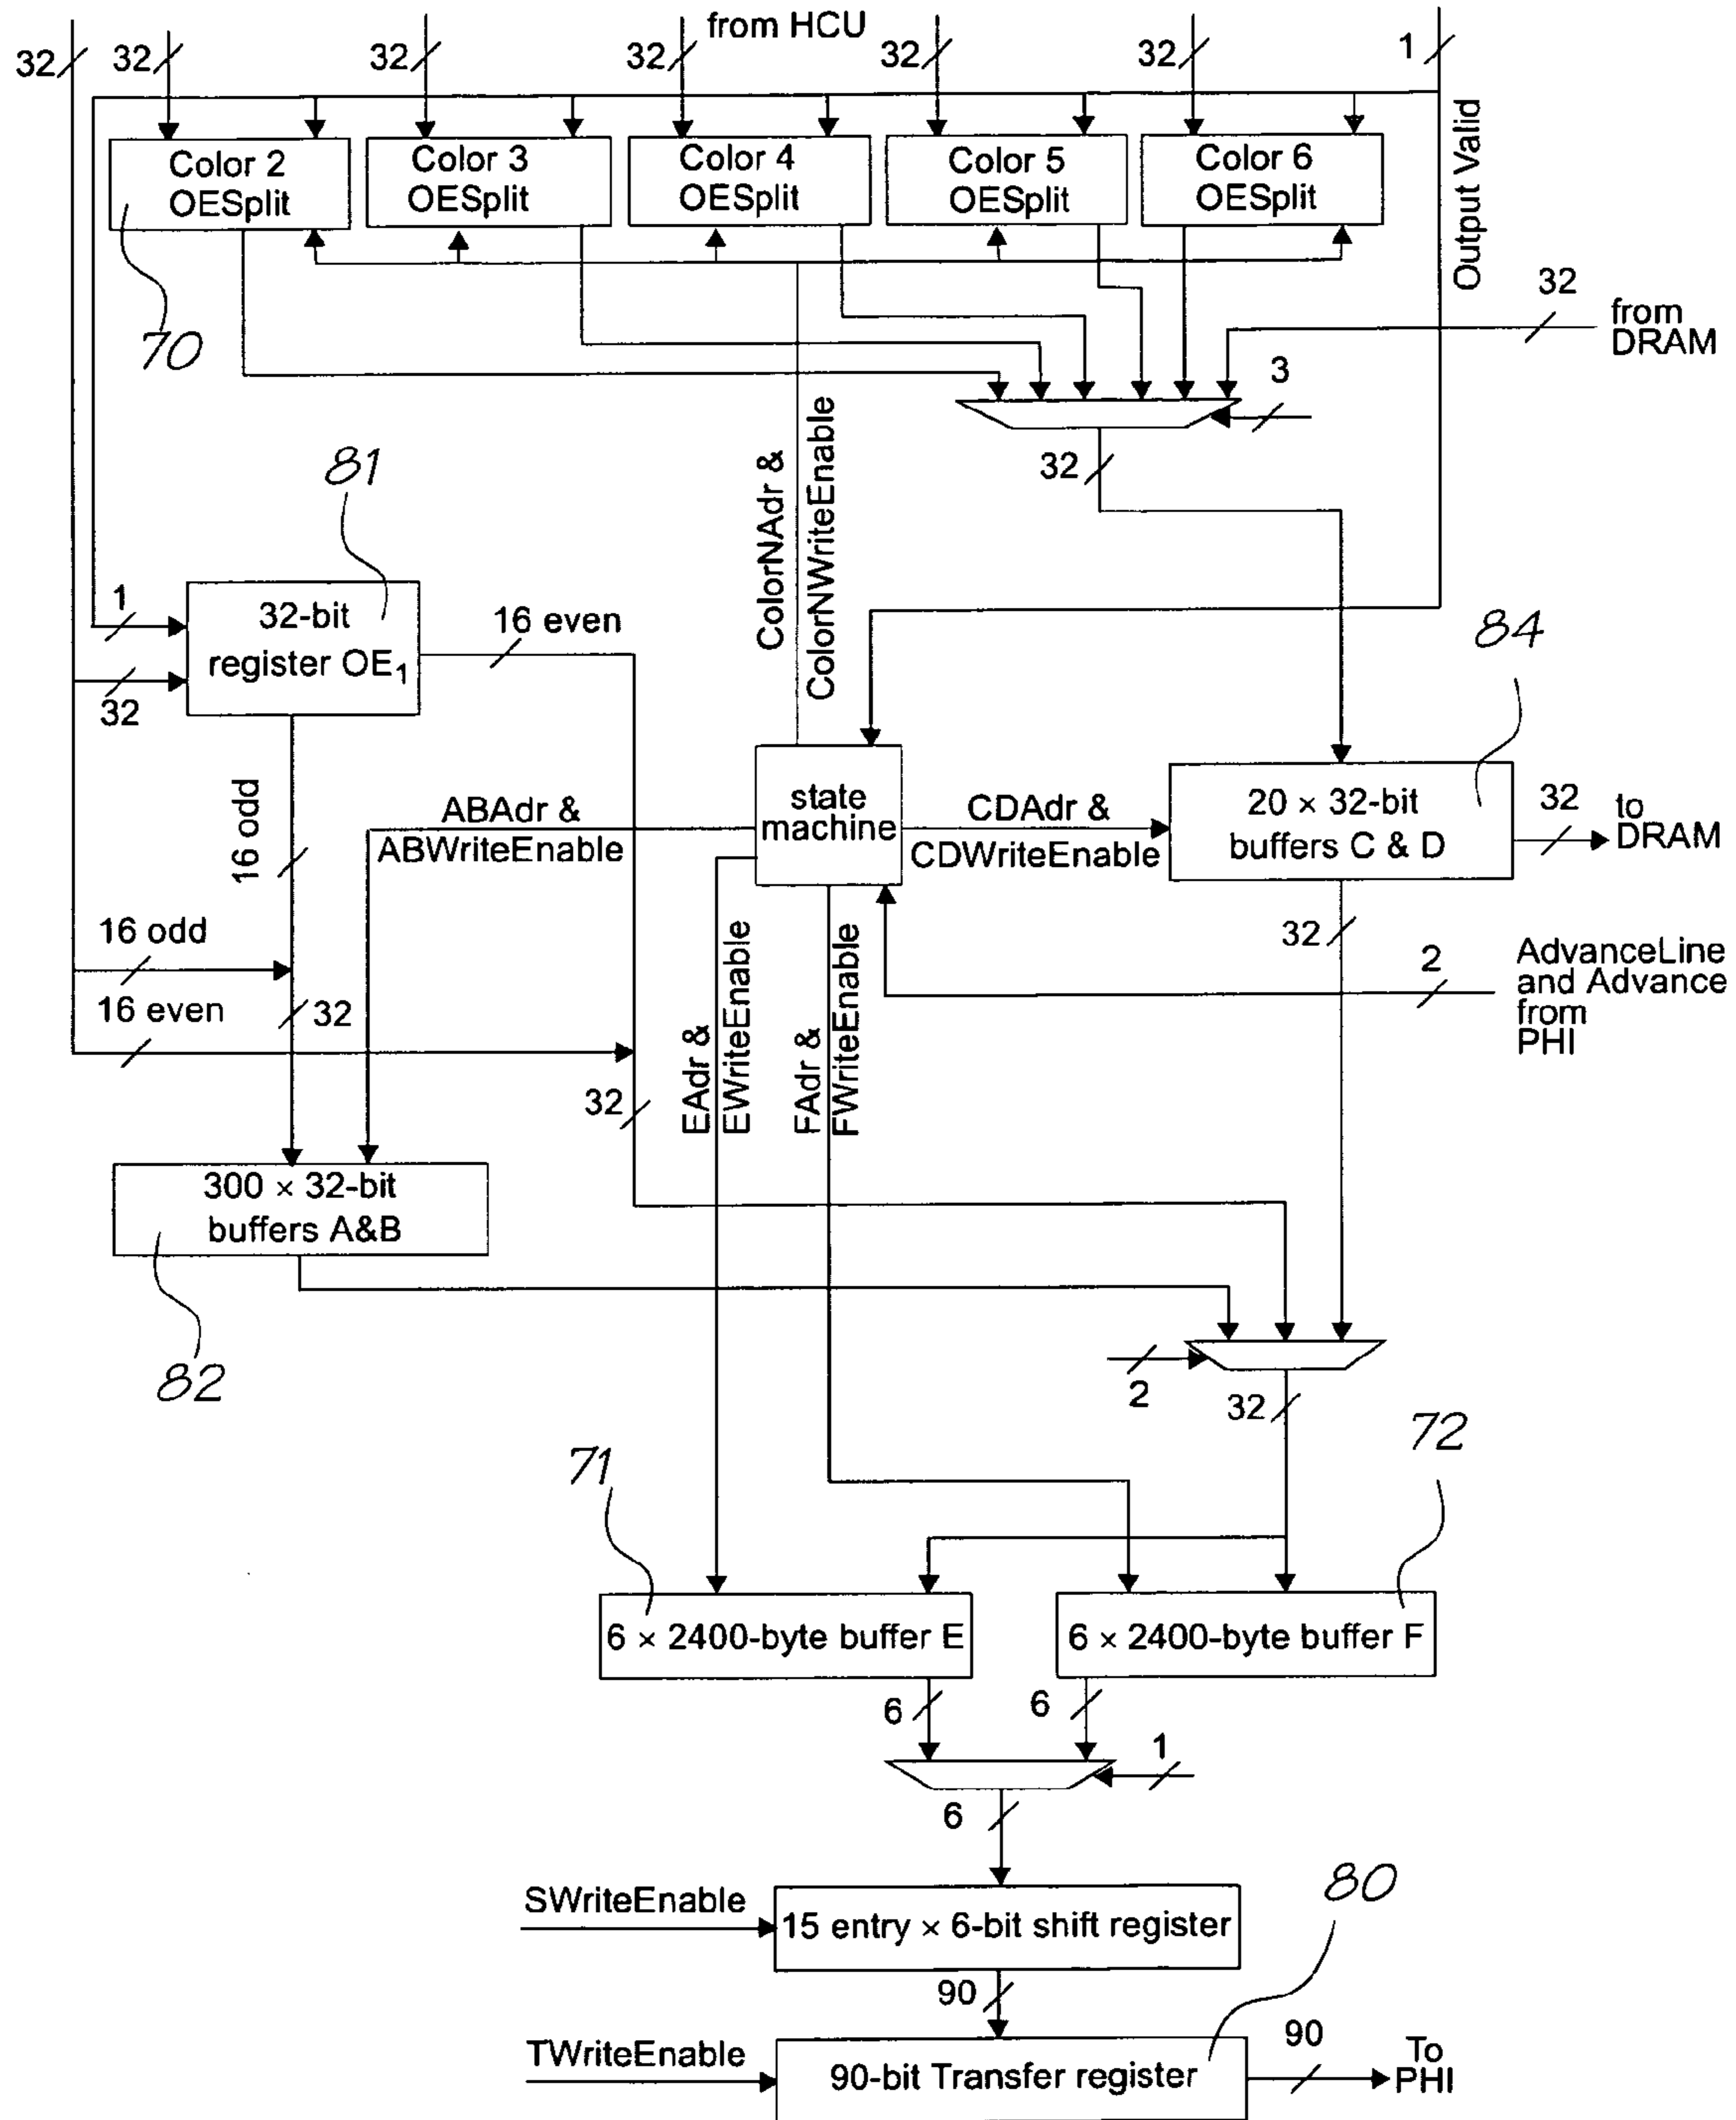 from HCU
32
32
32
32
32
32
1
Color 2
OESplit
Color 3
OESplit
Color 4
OESplit
Color 5
OESplit
Color 6
OESplit
Output Valid
70
32
from
DRAM
3
32
81
ColorNAdr &
ColorNWriteEnable
1
32-bit
register OE1
32
16 even
84
16 odd
ABAdr &
ABWriteEnable
state
machine
CDAdr &
CDWriteEnable
20 × 32-bit
buffers C & D
32
to
DRAM
16 odd
16 even
32
32
EAdr &
EWriteEnable
FAdr &
FWriteEnable
32
2
AdvanceLine
and Advance
from
PHI
300 × 32-bit
buffers A&B
82
2
32
71
72
6 × 2400-byte buffer E
6 × 2400-byte buffer F
6
6
1
6
SWriteEnable
15 entry × 6-bit shift register
80
90
TWriteEnable
90-bit Transfer register
90
To
PHI